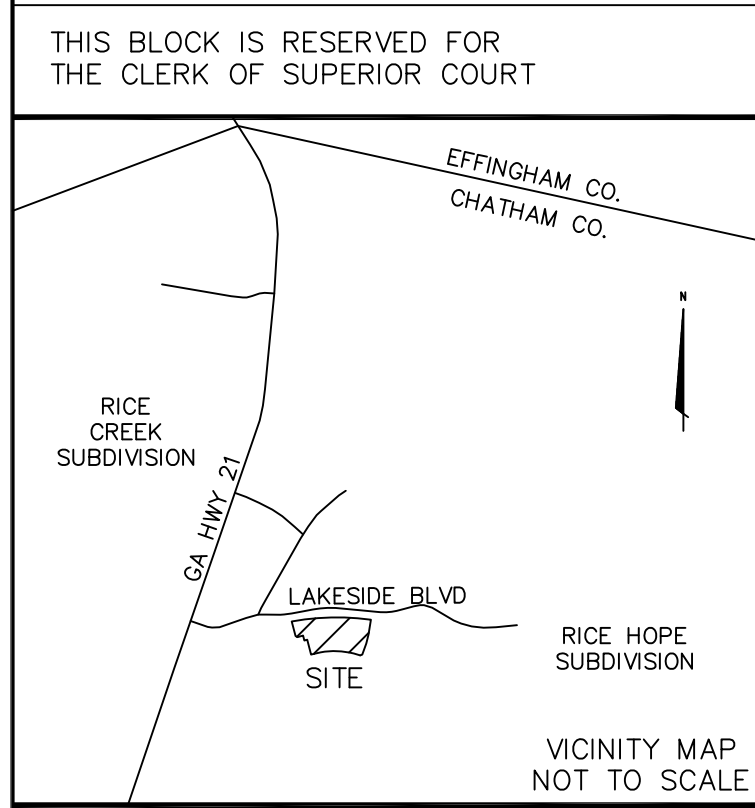 THIS BLOCK IS RESERVED FOR
THE CLERK OF SUPERIOR COURT
EFFINGHAM CO.
CHATHAM CO.
N
RICE
CREEK
SUBDIVISION
GA HWY 21
LAKESIDE BLVD
RICE HOPE
SUBDIVISION
SITE
VICINITY MAP
NOT TO SCALE